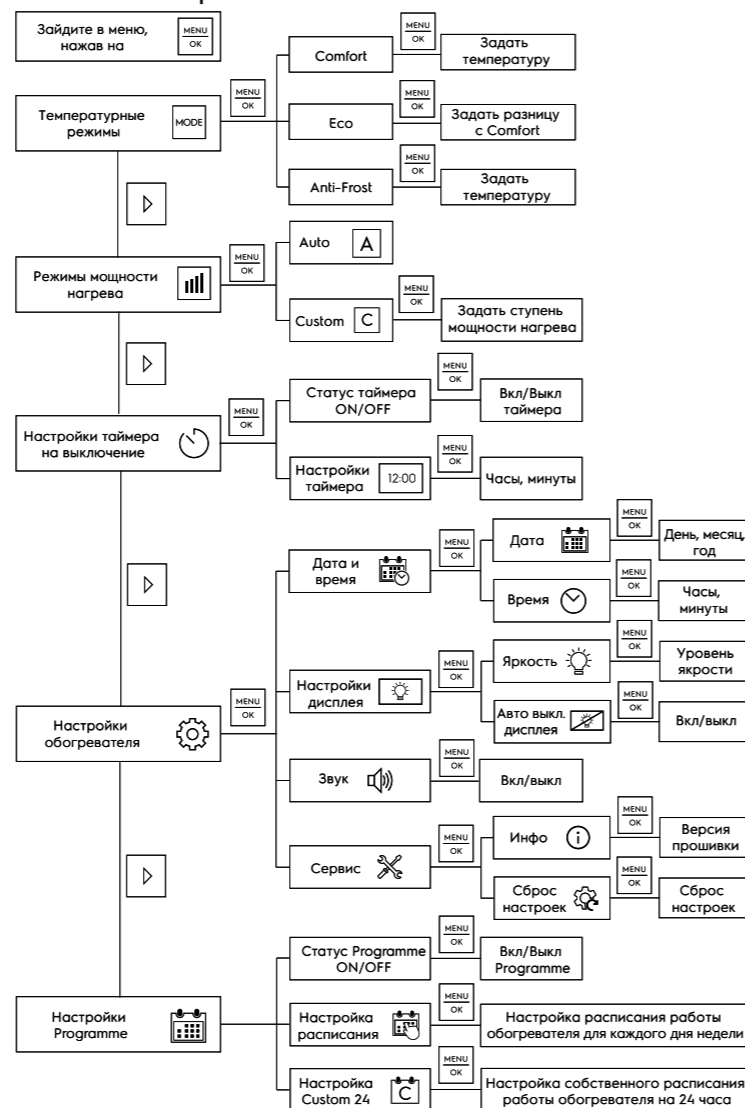 Зайдите в меню,
нажав на
MENU
OK
Температурные
режимы
MODE
MENU
OK
Comfort
MENU
OK
Задать
температуру
Eco
MENU
OK
Задать разницу
с Comfort
Anti-Frost
MENU
OK
Задать
температуру
Режимы мощности
нагрева
MENU
OK
Auto A
Custom C
MENU
OK
Задать ступень
мощности нагрева
Настройки таймера
на выключение
MENU
OK
Статус таймера
ON/OFF
MENU
OK
Вкл/Выкл
таймера
Настройки
таймера
12:00
MENU
OK
Часы, минуты
Настройки
обогревателя
MENU
OK
Дата и
время
MENU
OK
Дата
MENU
OK
День, месяц,
год
Время
MENU
OK
Часы,
минуты
Настройки
дисплея
MENU
OK
Яркость
MENU
OK
Уровень
якрости
Авто выкл.
дисплея
MENU
OK
Вкл/выкл
Звук
MENU
OK
Вкл/выкл
Сервис
MENU
OK
Инфо
MENU
OK
Версия
прошивки
Сброс
настроек
MENU
OK
Сброс
настроек
Настройки
Programme
Статус Programme
ON/OFF
MENU
OK
Вкл/Выкл
Programme
Настройка
расписания
MENU
OK
Настройка расписания работы
обогревателя для каждого дня недели
Настройка
Custom 24
C
MENU
OK
Настройка собственного расписания
работы обогревателя на 24 часа